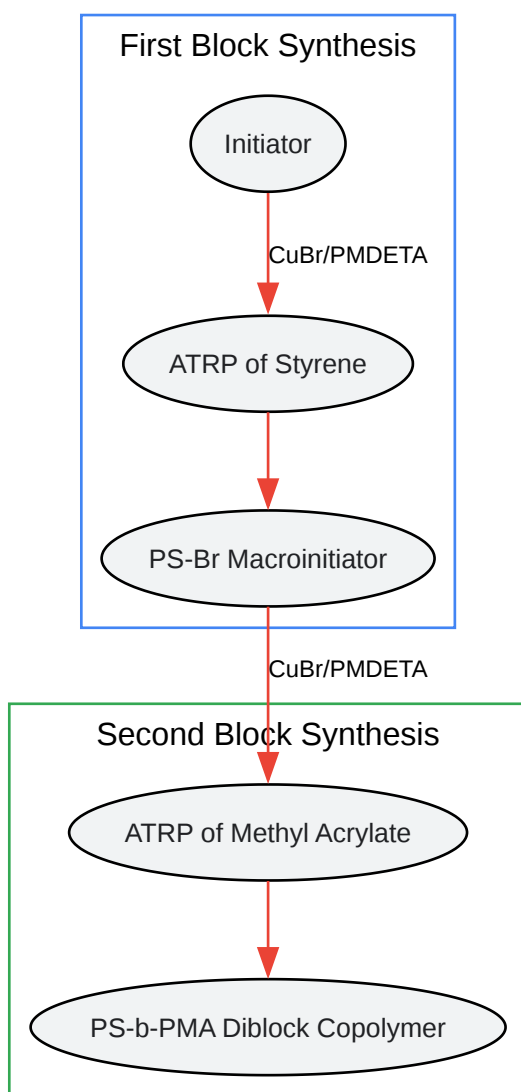 First Block Synthesis
Initiator
CuBr/PMDETA
ATRP of Styrene
PS-Br Macroinitiator
CuBr/PMDETA
Second Block Synthesis
ATRP of Methyl Acrylate
PS-b-PMA Diblock Copolymer